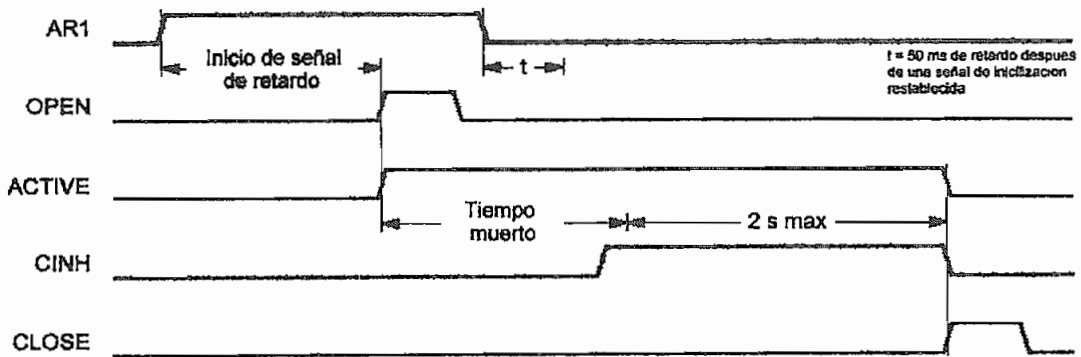 AR1
Inicio de señal
de retardo
t
t = 50 ms de retardo despues
de una señal de iniclizacion
restablecida
OPEN
ACTIVE
Tiempo
muerto
2 s max
CINH
CLOSE